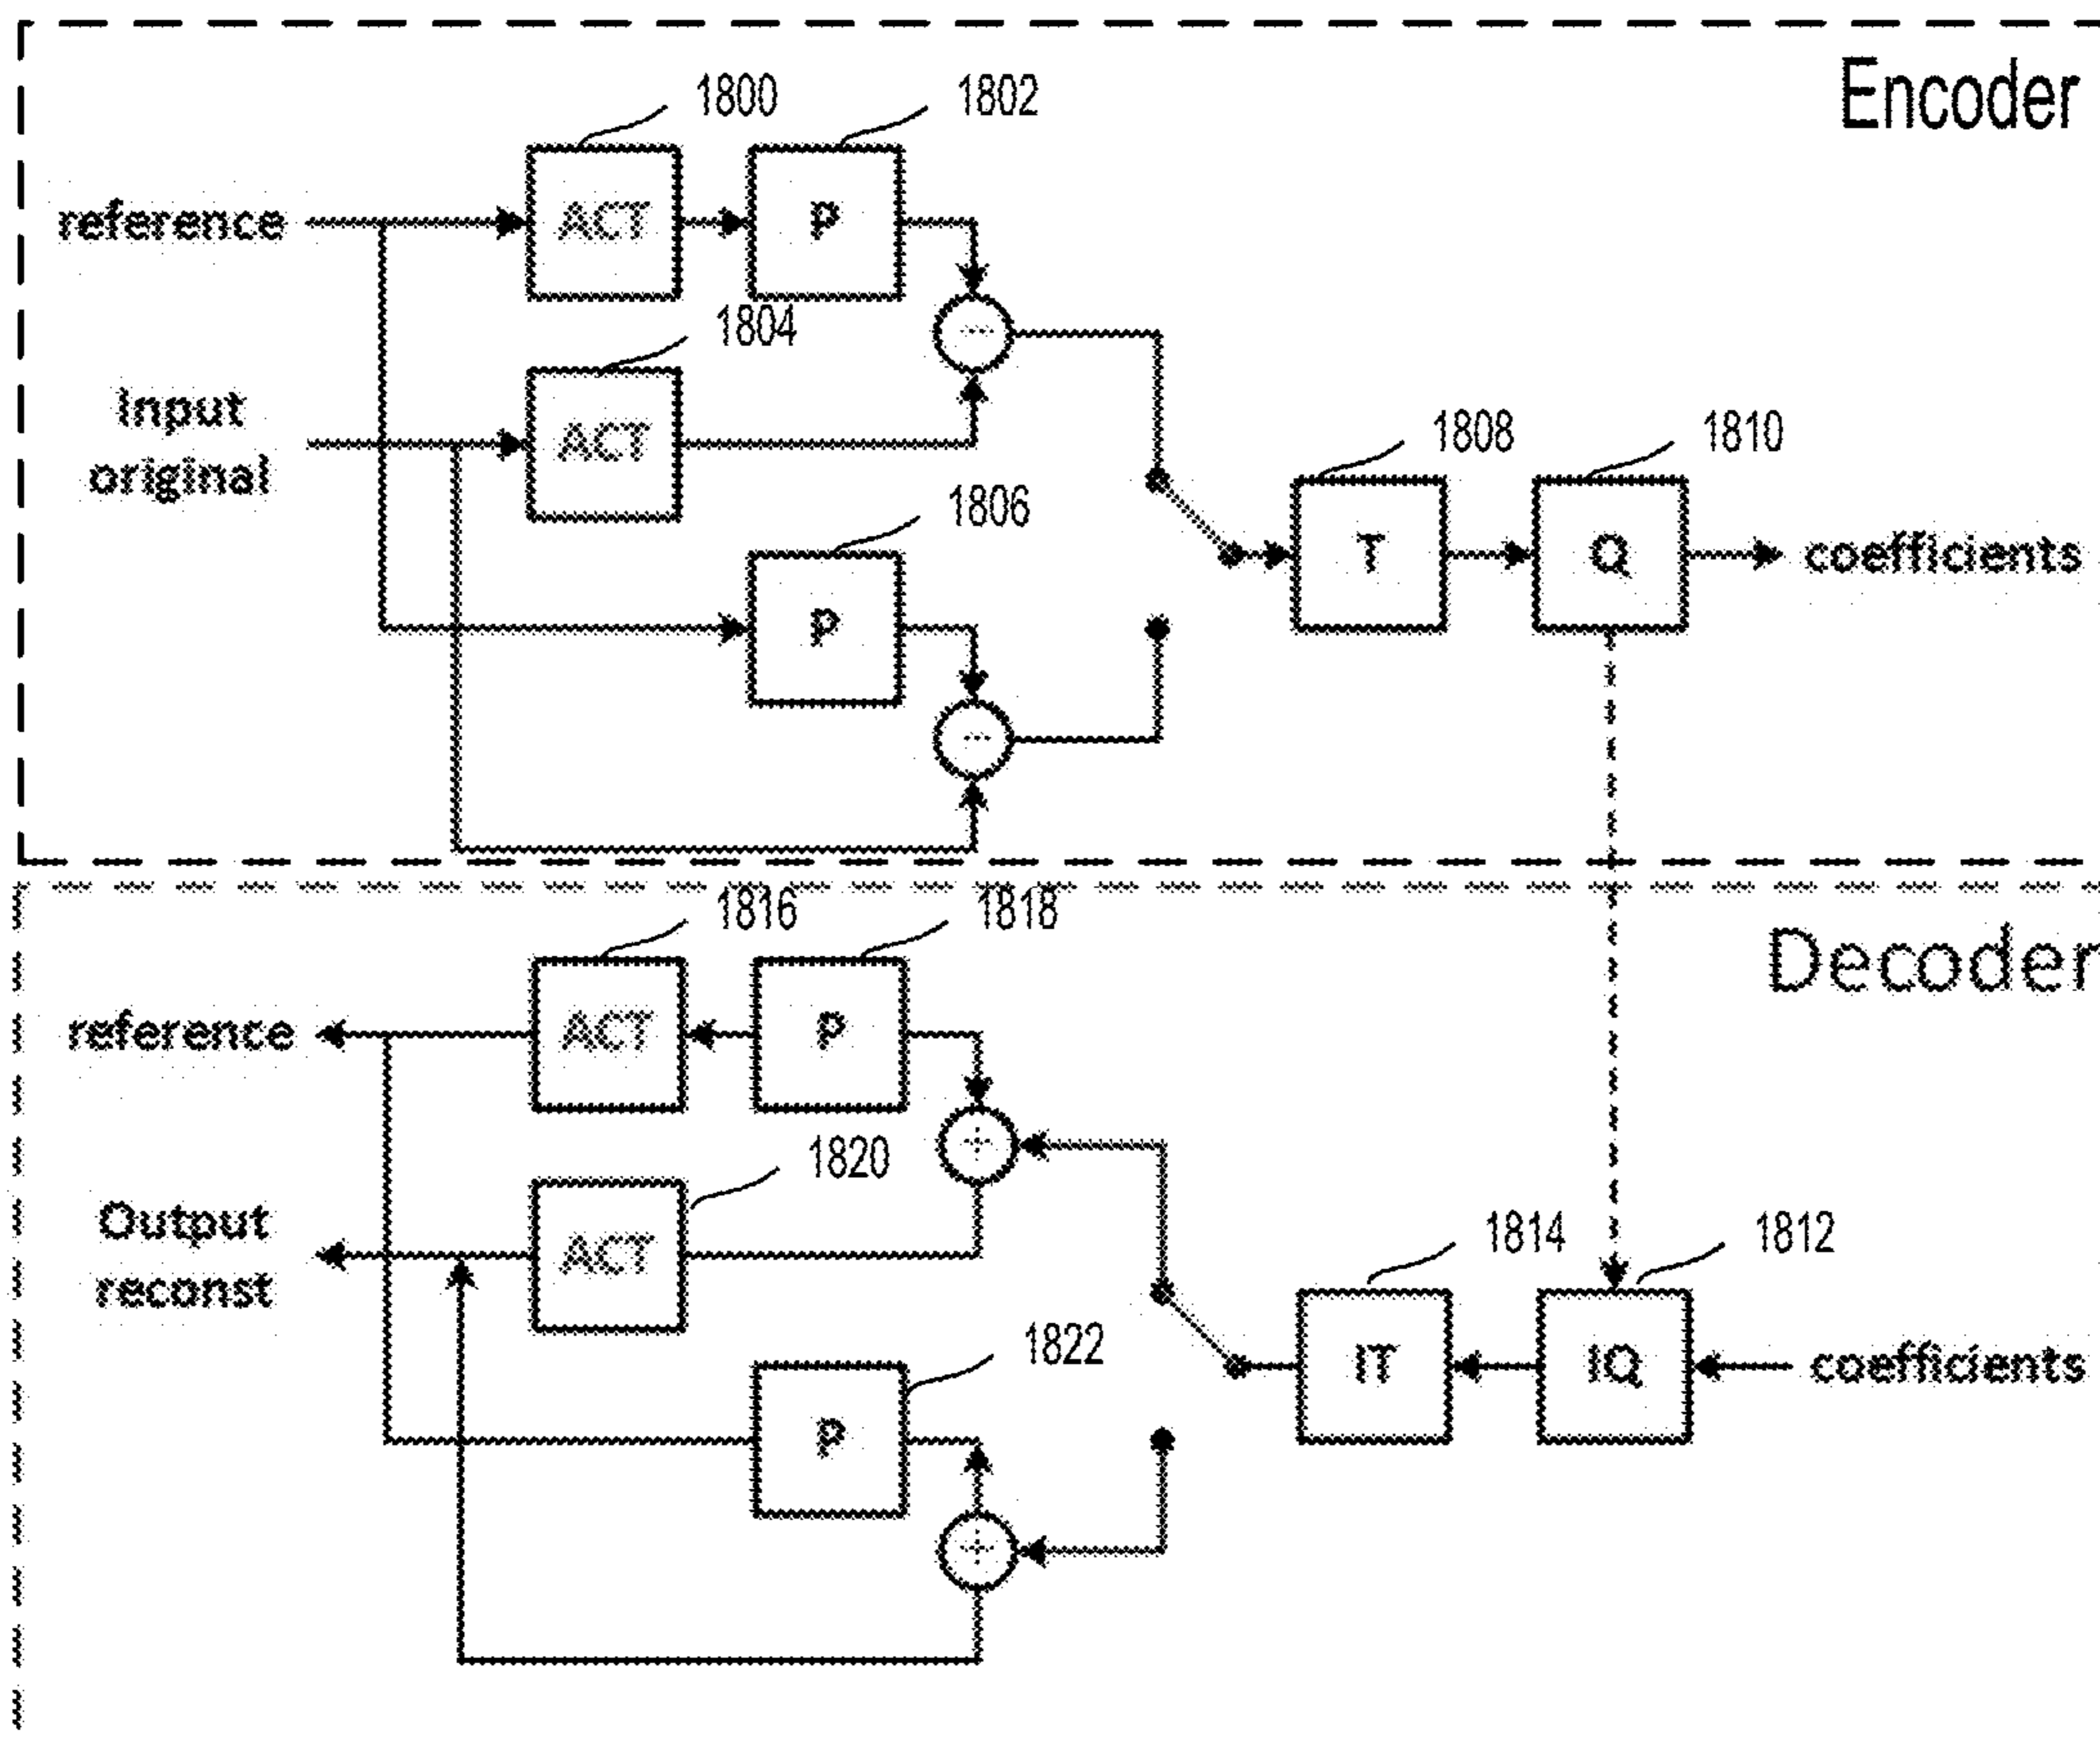 Encoder
1800
1802
reference
ACT
P
1804
Input
original
ACT
1806
P
1808
1810
T
Q
coefficients
Decoder
1816
1818
reference
ACT
P
1820
Output
reconst
ACT
1822
P
1814
1812
IT
IQ
coefficients